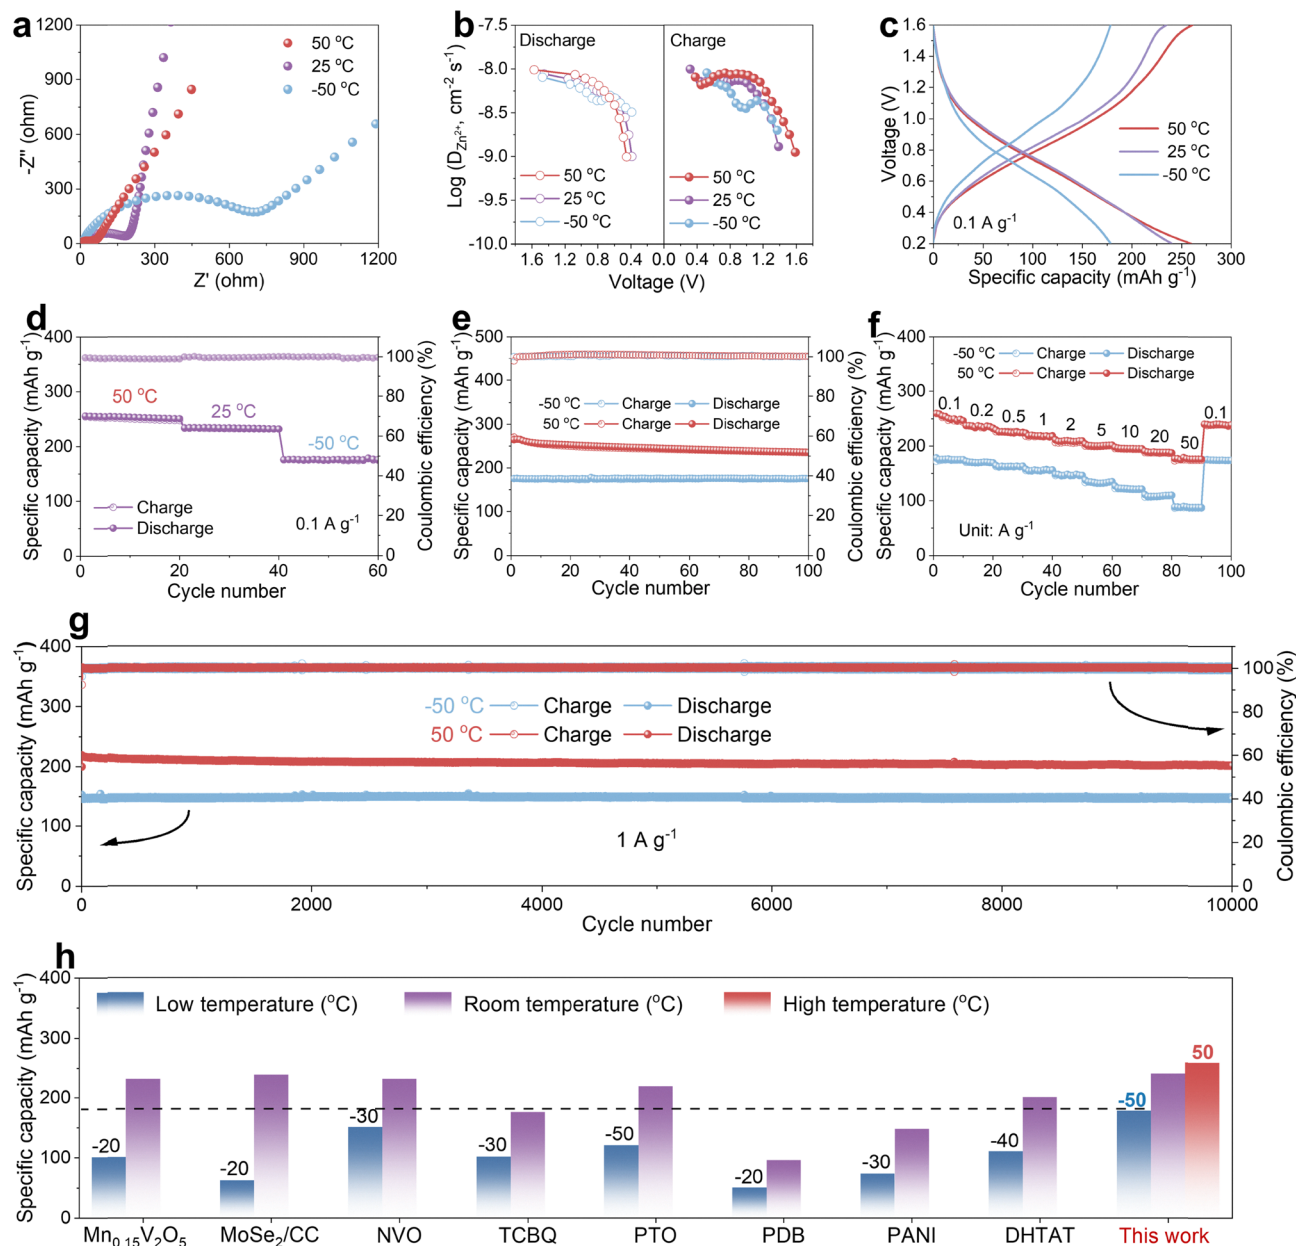 a
1200
900
600
300
0
-Z'' (ohm)
50 °C
25 °C
-50 °C
0 300 600 900 1200
Z' (ohm)
b
-7.5
-8.0
-8.5
-9.0
-9.5
-10.0
Log (D_Zn²⁺, cm⁻² s⁻¹)
Discharge
Charge
50 °C
25 °C
-50 °C
50 °C
25 °C
-50 °C
1.6 1.2 0.8 0.4 0.0 0.4 0.8 1.2 1.6
Voltage (V)
c
1.6
1.4
1.2
1.0
0.8
0.6
0.4
0.2
Voltage (V)
50 °C
25 °C
-50 °C
0.1 A g⁻¹
0 50 100 150 200 250 300
Specific capacity (mAh g⁻¹)
d
400
350
300
250
200
150
100
50
0
Specific capacity (mAh g⁻¹)
50 °C
25 °C
-50 °C
Charge
Discharge
0.1 A g⁻¹
100
80
60
40
20
0
Coulombic efficiency (%)
0 20 40 60
Cycle number
e
500
450
400
350
300
250
200
150
100
50
0
Specific capacity (mAh g⁻¹)
-50 °C Charge Discharge
50 °C Charge Discharge
100
80
60
40
20
0
Coulombic efficiency (%)
0 20 40 60 80 100
Cycle number
f
400
300
200
100
0
Specific capacity (mAh g⁻¹)
-50 °C Charge Discharge
50 °C Charge Discharge
0.1 0.2 0.5 1 2 5 10 20 50 0.1
Unit: A g⁻¹
0 20 40 60 80 100
Cycle number
g
400
300
200
100
0
Specific capacity (mAh g⁻¹)
-50 °C Charge Discharge
50 °C Charge Discharge
1 A g⁻¹
100
80
60
40
20
0
Coulombic efficiency (%)
0 2000 4000 6000 8000 10000
Cycle number
h
400
300
200
100
0
Specific capacity (mAh g⁻¹)
Low temperature (°C) Room temperature (°C) High temperature (°C)
-20 -20 -30 -30 -50 -20 -30 -40 -50 50
Mn₀.₁₅V₂O₅ MoSe₂/CC NVO TCBQ PTO PDB PANI DHTAT This work